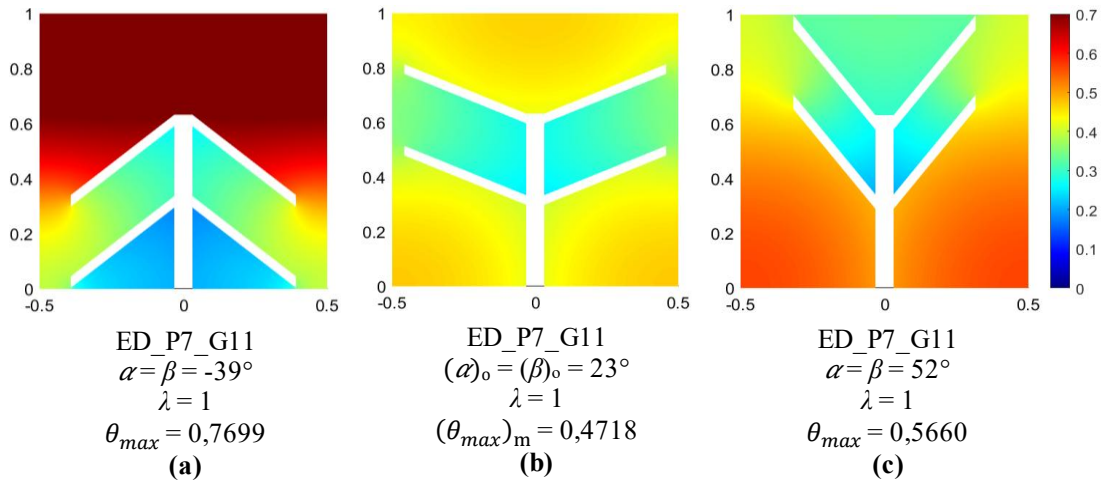 1
0.8
0.6
0.4
0.2
0
-0.5
0
0.5
ED_P7_G11
α = β = -39°
λ = 1
θmax = 0,7699
(a)
1
0.8
0.6
0.4
0.2
0
-0.5
0
0.5
ED_P7_G11
(α)o = (β)o = 23°
λ = 1
(θmax)m = 0,4718
(b)
1
0.8
0.6
0.4
0.2
0
-0.5
0
0.5
ED_P7_G11
α = β = 52°
λ = 1
θmax = 0,5660
(c)
0.7
0.6
0.5
0.4
0.3
0.2
0.1
0